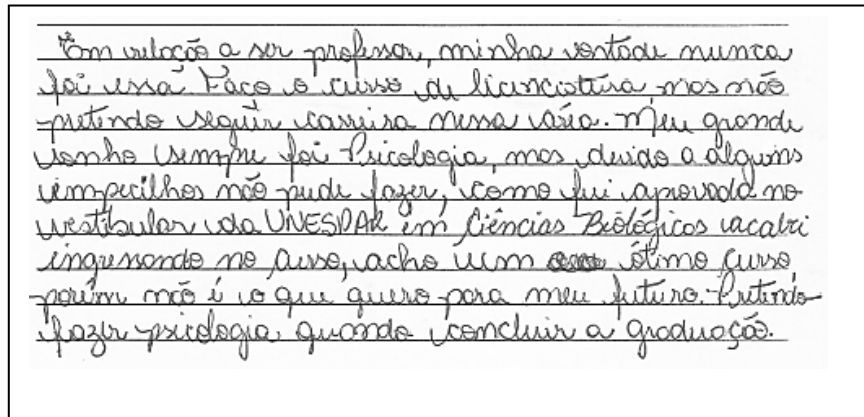 Em relação a ser professor, minha vontade nunca
foi essa. Faço o curso de licenciatura, mas não
pretendo seguir carreira nessa área. Meu grande
sonho sempre foi Psicologia, mas devido a alguns
empecilhos não pude fazer, como fui aprovada no
vestibular da UNESPAR em Ciências Biológicas acabei
ingressando no curso, acho um ótimo curso,
porém não é o que quero para meu futuro. Pretendo
fazer psicologia quando concluir a graduação.